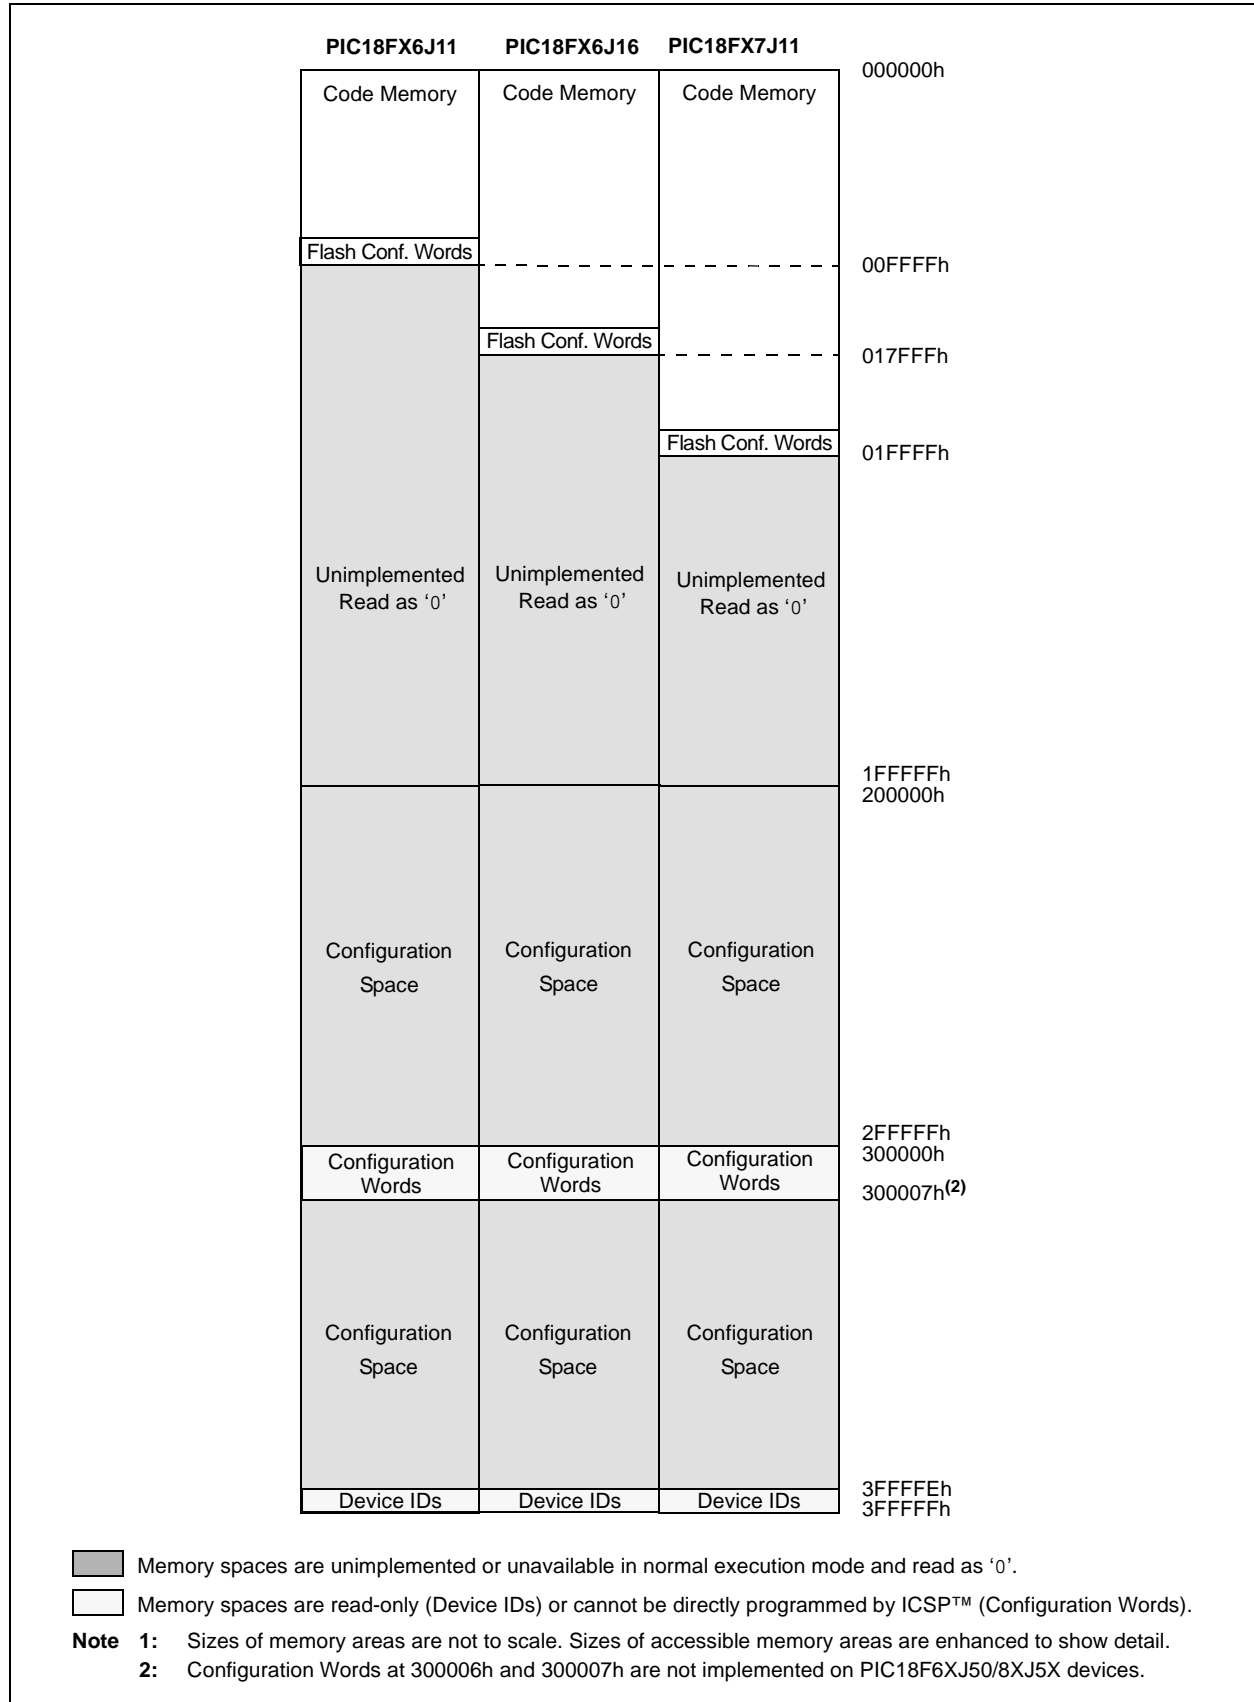 PIC18FX6J11 PIC18FX6J16 PIC18FX7J11
000000h
Code Memory Code Memory Code Memory
Flash Conf. Words
00FFFFh
Flash Conf. Words
017FFFh
Flash Conf. Words
01FFFFh
Unimplemented Unimplemented Unimplemented
Read as ‘0’ Read as ‘0’ Read as ‘0’
1FFFFFh
200000h
Configuration Configuration Configuration
Space Space Space
2FFFFFh
300000h
Configuration Configuration Configuration
Words Words Words
300007h(2)
Configuration Configuration Configuration
Space Space Space
3FFFFEh
Device IDs Device IDs Device IDs
3FFFFFh
Memory spaces are unimplemented or unavailable in normal execution mode and read as ‘0’.
Memory spaces are read-only (Device IDs) or cannot be directly programmed by ICSP™ (Configuration Words).
Note 1: Sizes of memory areas are not to scale. Sizes of accessible memory areas are enhanced to show detail.
2: Configuration Words at 300006h and 300007h are not implemented on PIC18F6XJ50/8XJ5X devices.